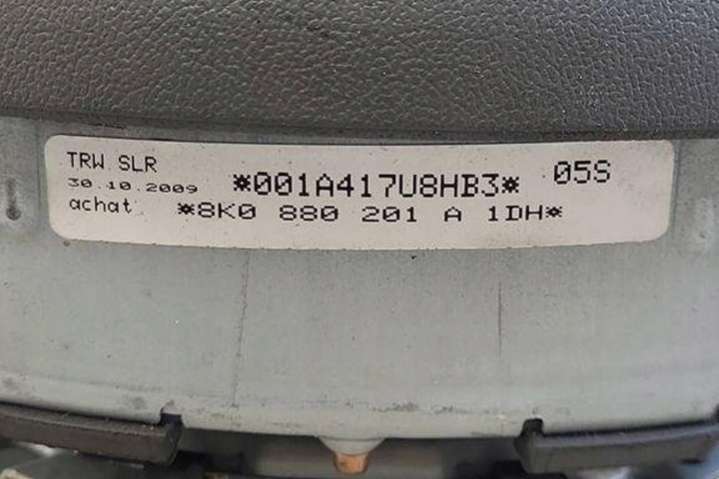 TRW SLR *001A417U8HB3* 05S
30.10.2009
achat *8K0 880 201 A 1DH*